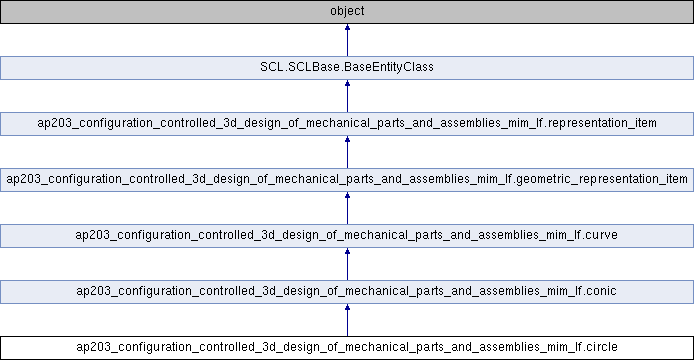 object
SCL.SCLBase.BaseEntityClass
ap203_configuration_controlled_3d_design_of_mechanical_parts_and_assemblies_mim_lf.representation_item
ap203_configuration_controlled_3d_design_of_mechanical_parts_and_assemblies_mim_lf.geometric_representation_item
ap203_configuration_controlled_3d_design_of_mechanical_parts_and_assemblies_mim_lf.curve
ap203_configuration_controlled_3d_design_of_mechanical_parts_and_assemblies_mim_lf.conic
ap203_configuration_controlled_3d_design_of_mechanical_parts_and_assemblies_mim_lf.circle